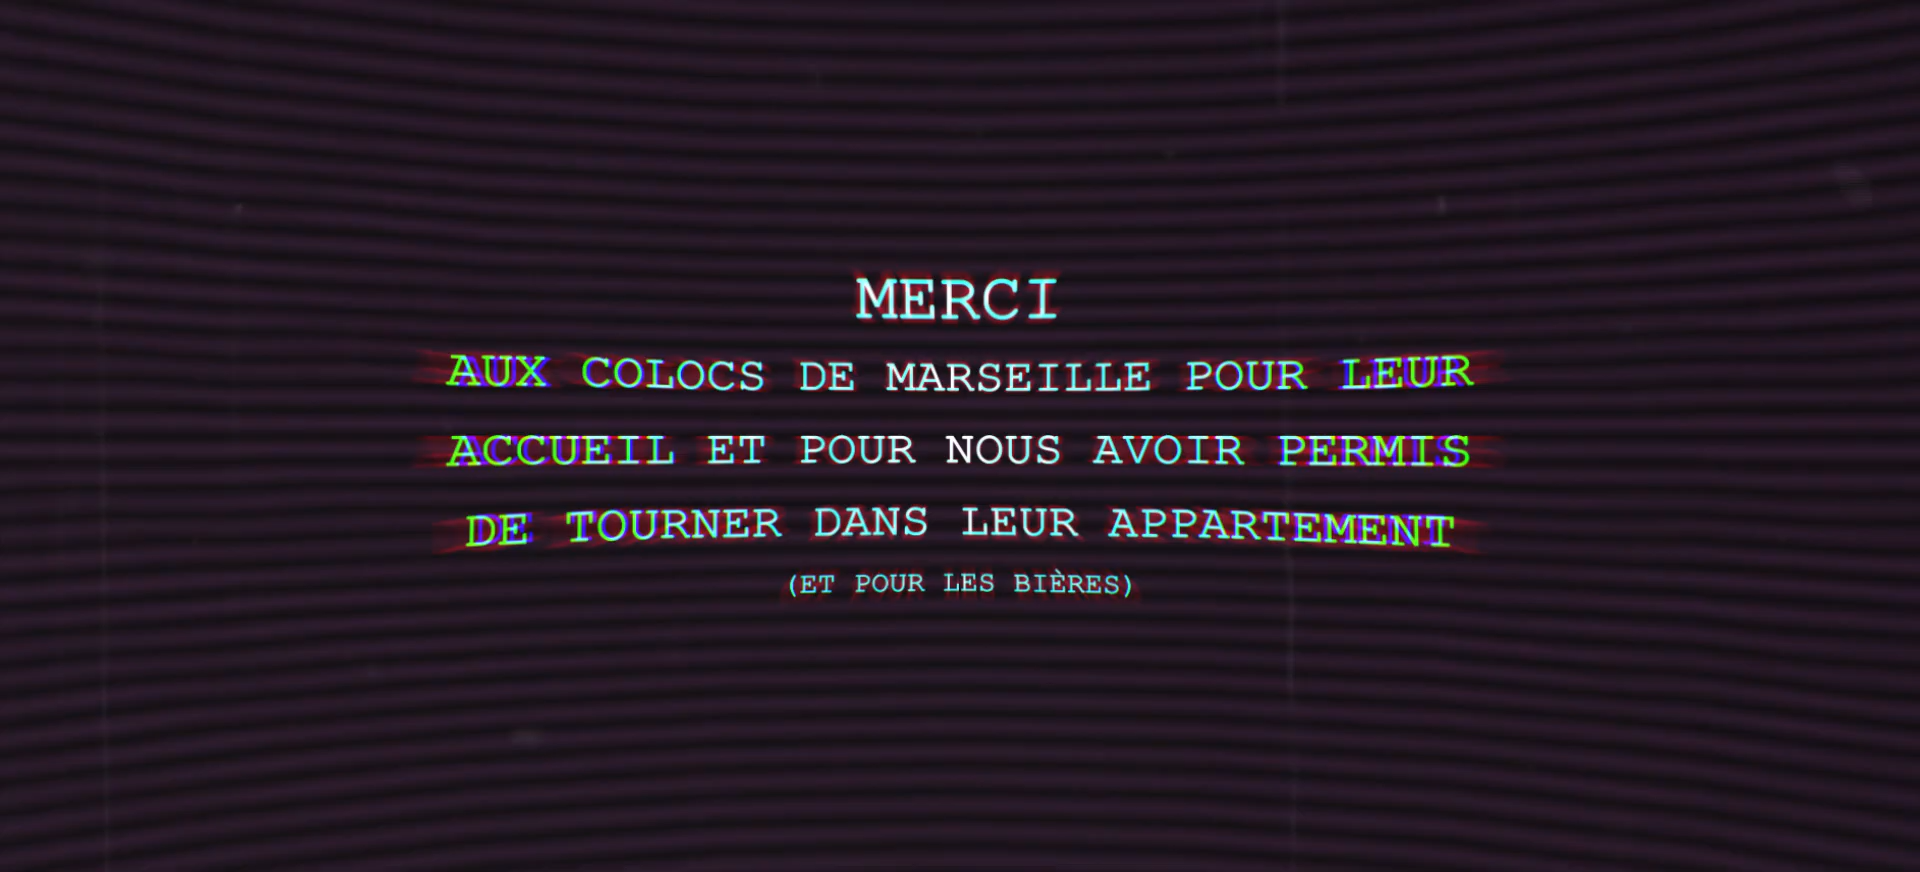 MERCI
AUX COLOCS DE MARSEILLE POUR LEUR
ACCUEIL ET POUR NOUS AVOIR PERMIS
DE TOURNER DANS LEUR APPARTEMENT
(ET POUR LES BIÈRES)